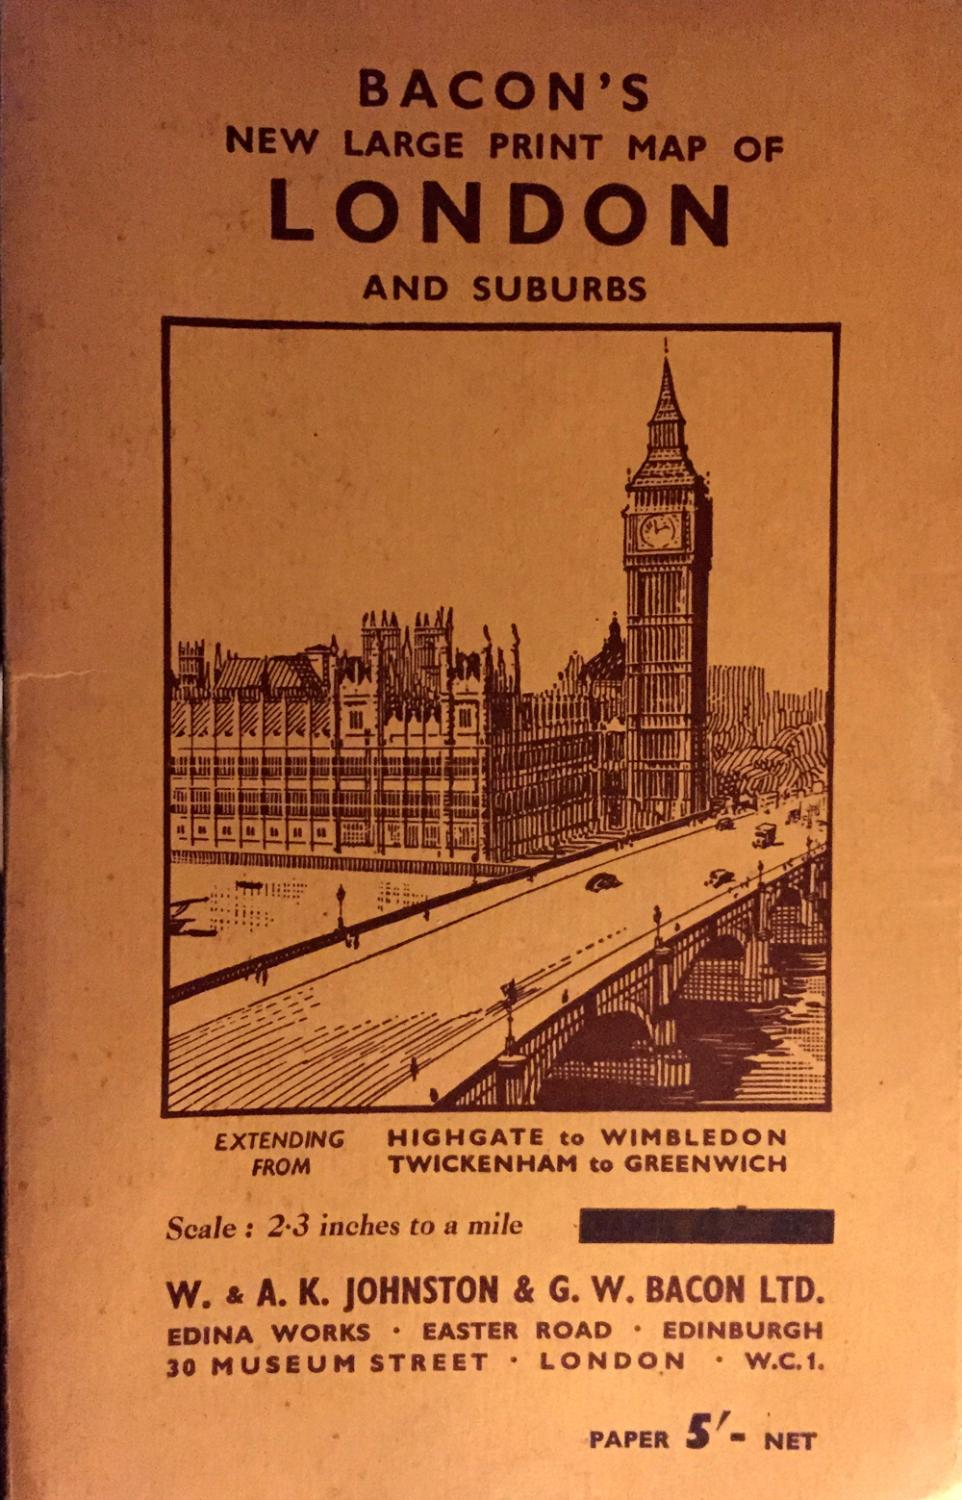 BACON'S
NEW LARGE PRINT MAP OF
LONDON
AND SUBURBS
EXTENDING FROM
HIGHGATE to WIMBLEDON
TWICKENHAM to GREENWICH
Scale : 2·3 inches to a mile
W. & A. K. JOHNSTON & G. W. BACON LTD.
EDINA WORKS · EASTER ROAD · EDINBURGH
30 MUSEUM STREET · LONDON · W.C.1.
PAPER 5'- NET